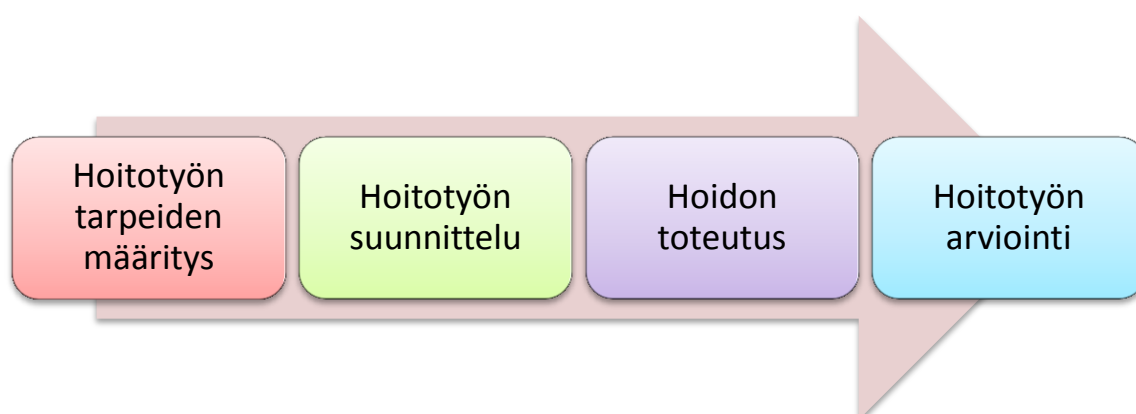 Hoitotyön
tarpeiden
määritys
Hoitotyön
suunnittelu
Hoidon
toteutus
Hoitotyön
arviointi